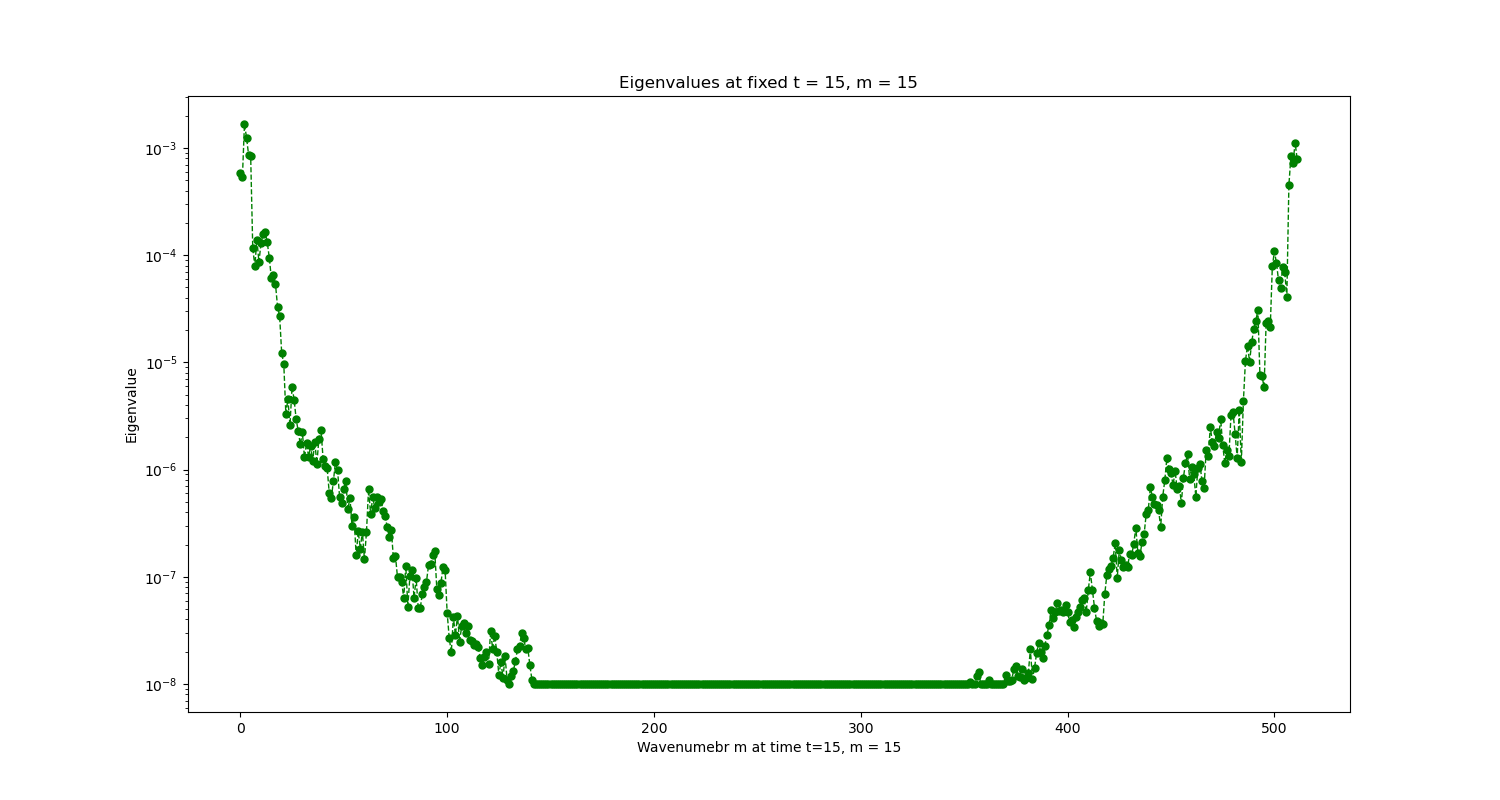 Eigenvalues at fixed t = 15, m = 15
10⁻³
10⁻⁴
10⁻⁵
10⁻⁶
10⁻⁷
10⁻⁸
Eigenvalue
0 100 200 300 400 500
Wavenumebr m at time t=15, m = 15